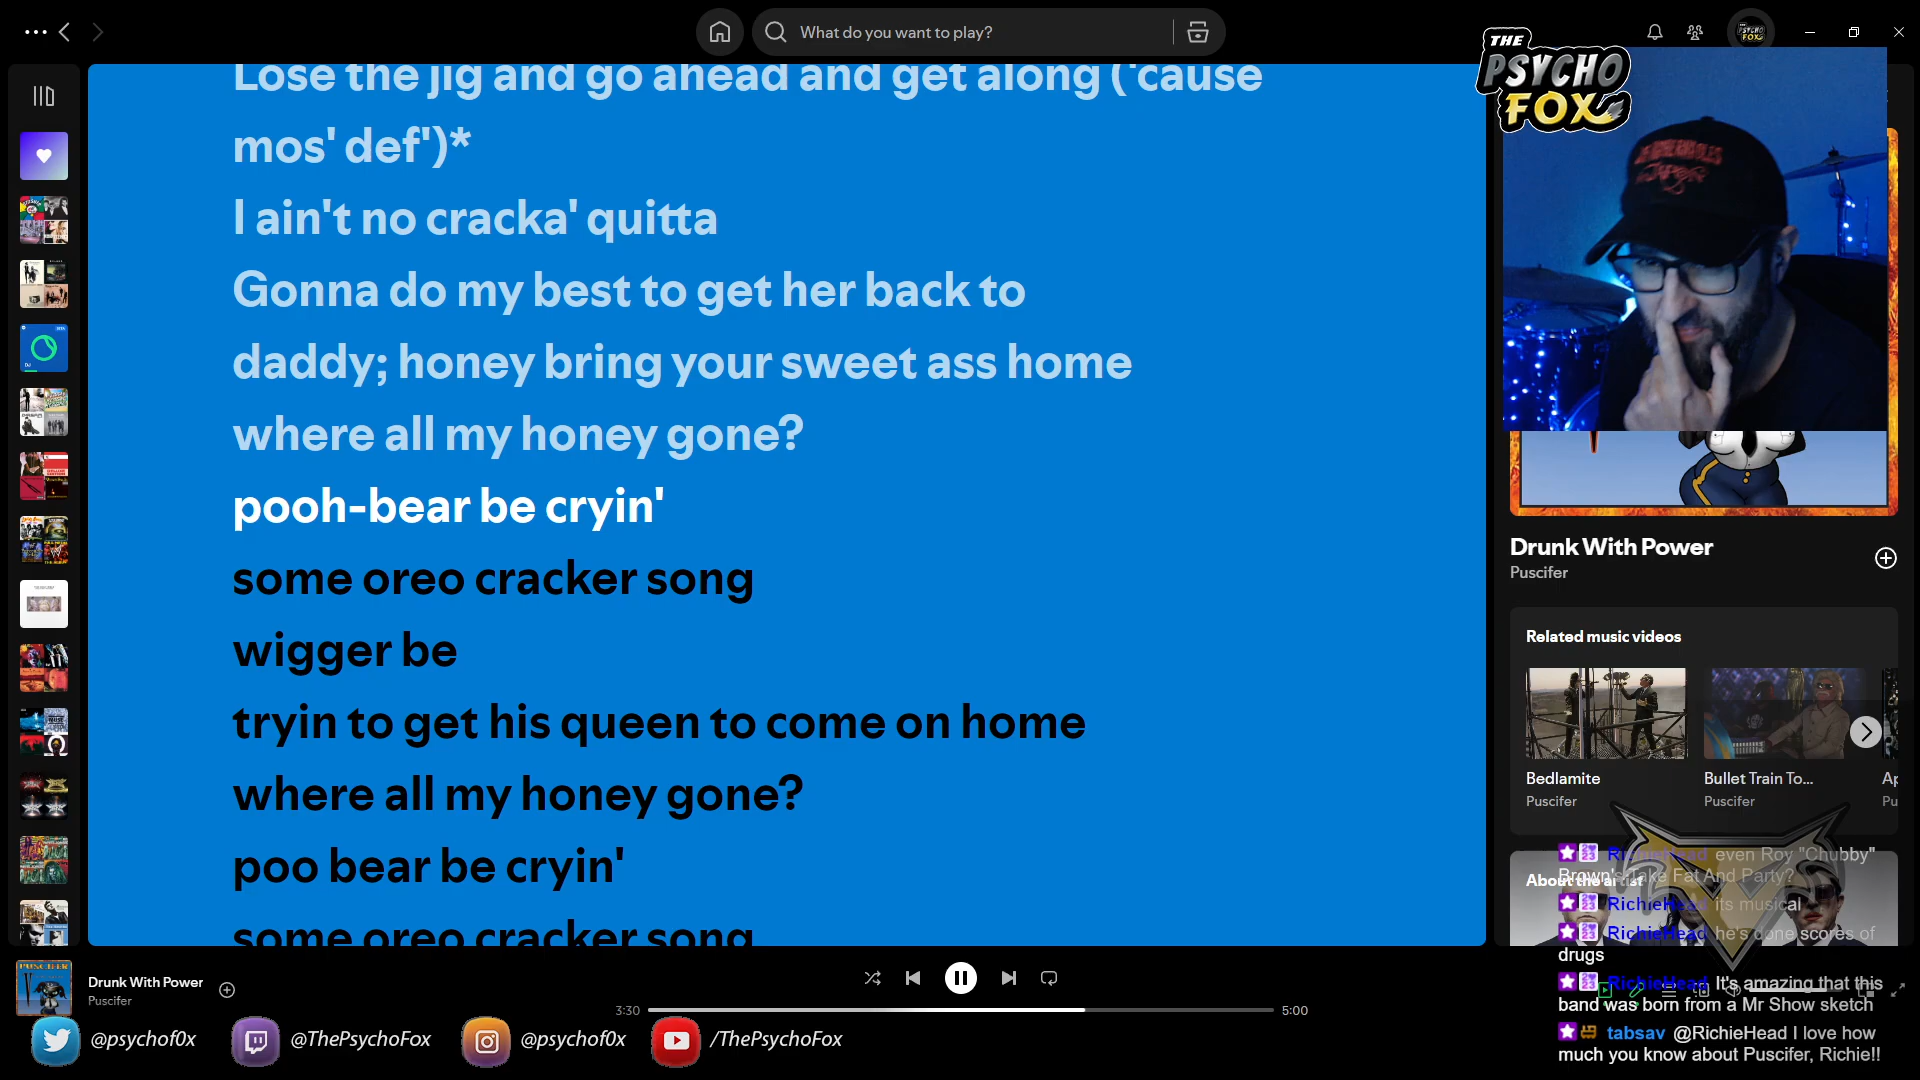 What do you want to play?
THE
PSYCHO
FOX
Lose the jig and go ahead and get along ('cause
mos' def')*
I ain't no cracka' quitta
Gonna do my best to get her back to
daddy; honey bring your sweet ass home
where all my honey gone?
pooh-bear be cryin'
some oreo cracker song
wigger be
tryin to get his queen to come on home
where all my honey gone?
poo bear be cryin'
some oreo cracker song
Drunk With Power
Puscifer
Related music videos
Bedlamite
Puscifer
Bullet Train To...
Puscifer
Ap
Pu
About the artist
RichieHead even Roy "Chubby"
Brown's Take Fat And Party?
RichieHead its musical
RichieHead he's done scores of
drugs
RichieHead It's amazing that this
band was born from a Mr Show sketch
tabsav @RichieHead I love how
much you know about Puscifer, Richie!!
PUSCIFER
Drunk With Power
Puscifer
3:30
5:00
@psychof0x
@ThePsychoFox
@psychof0x
/ThePsychoFox